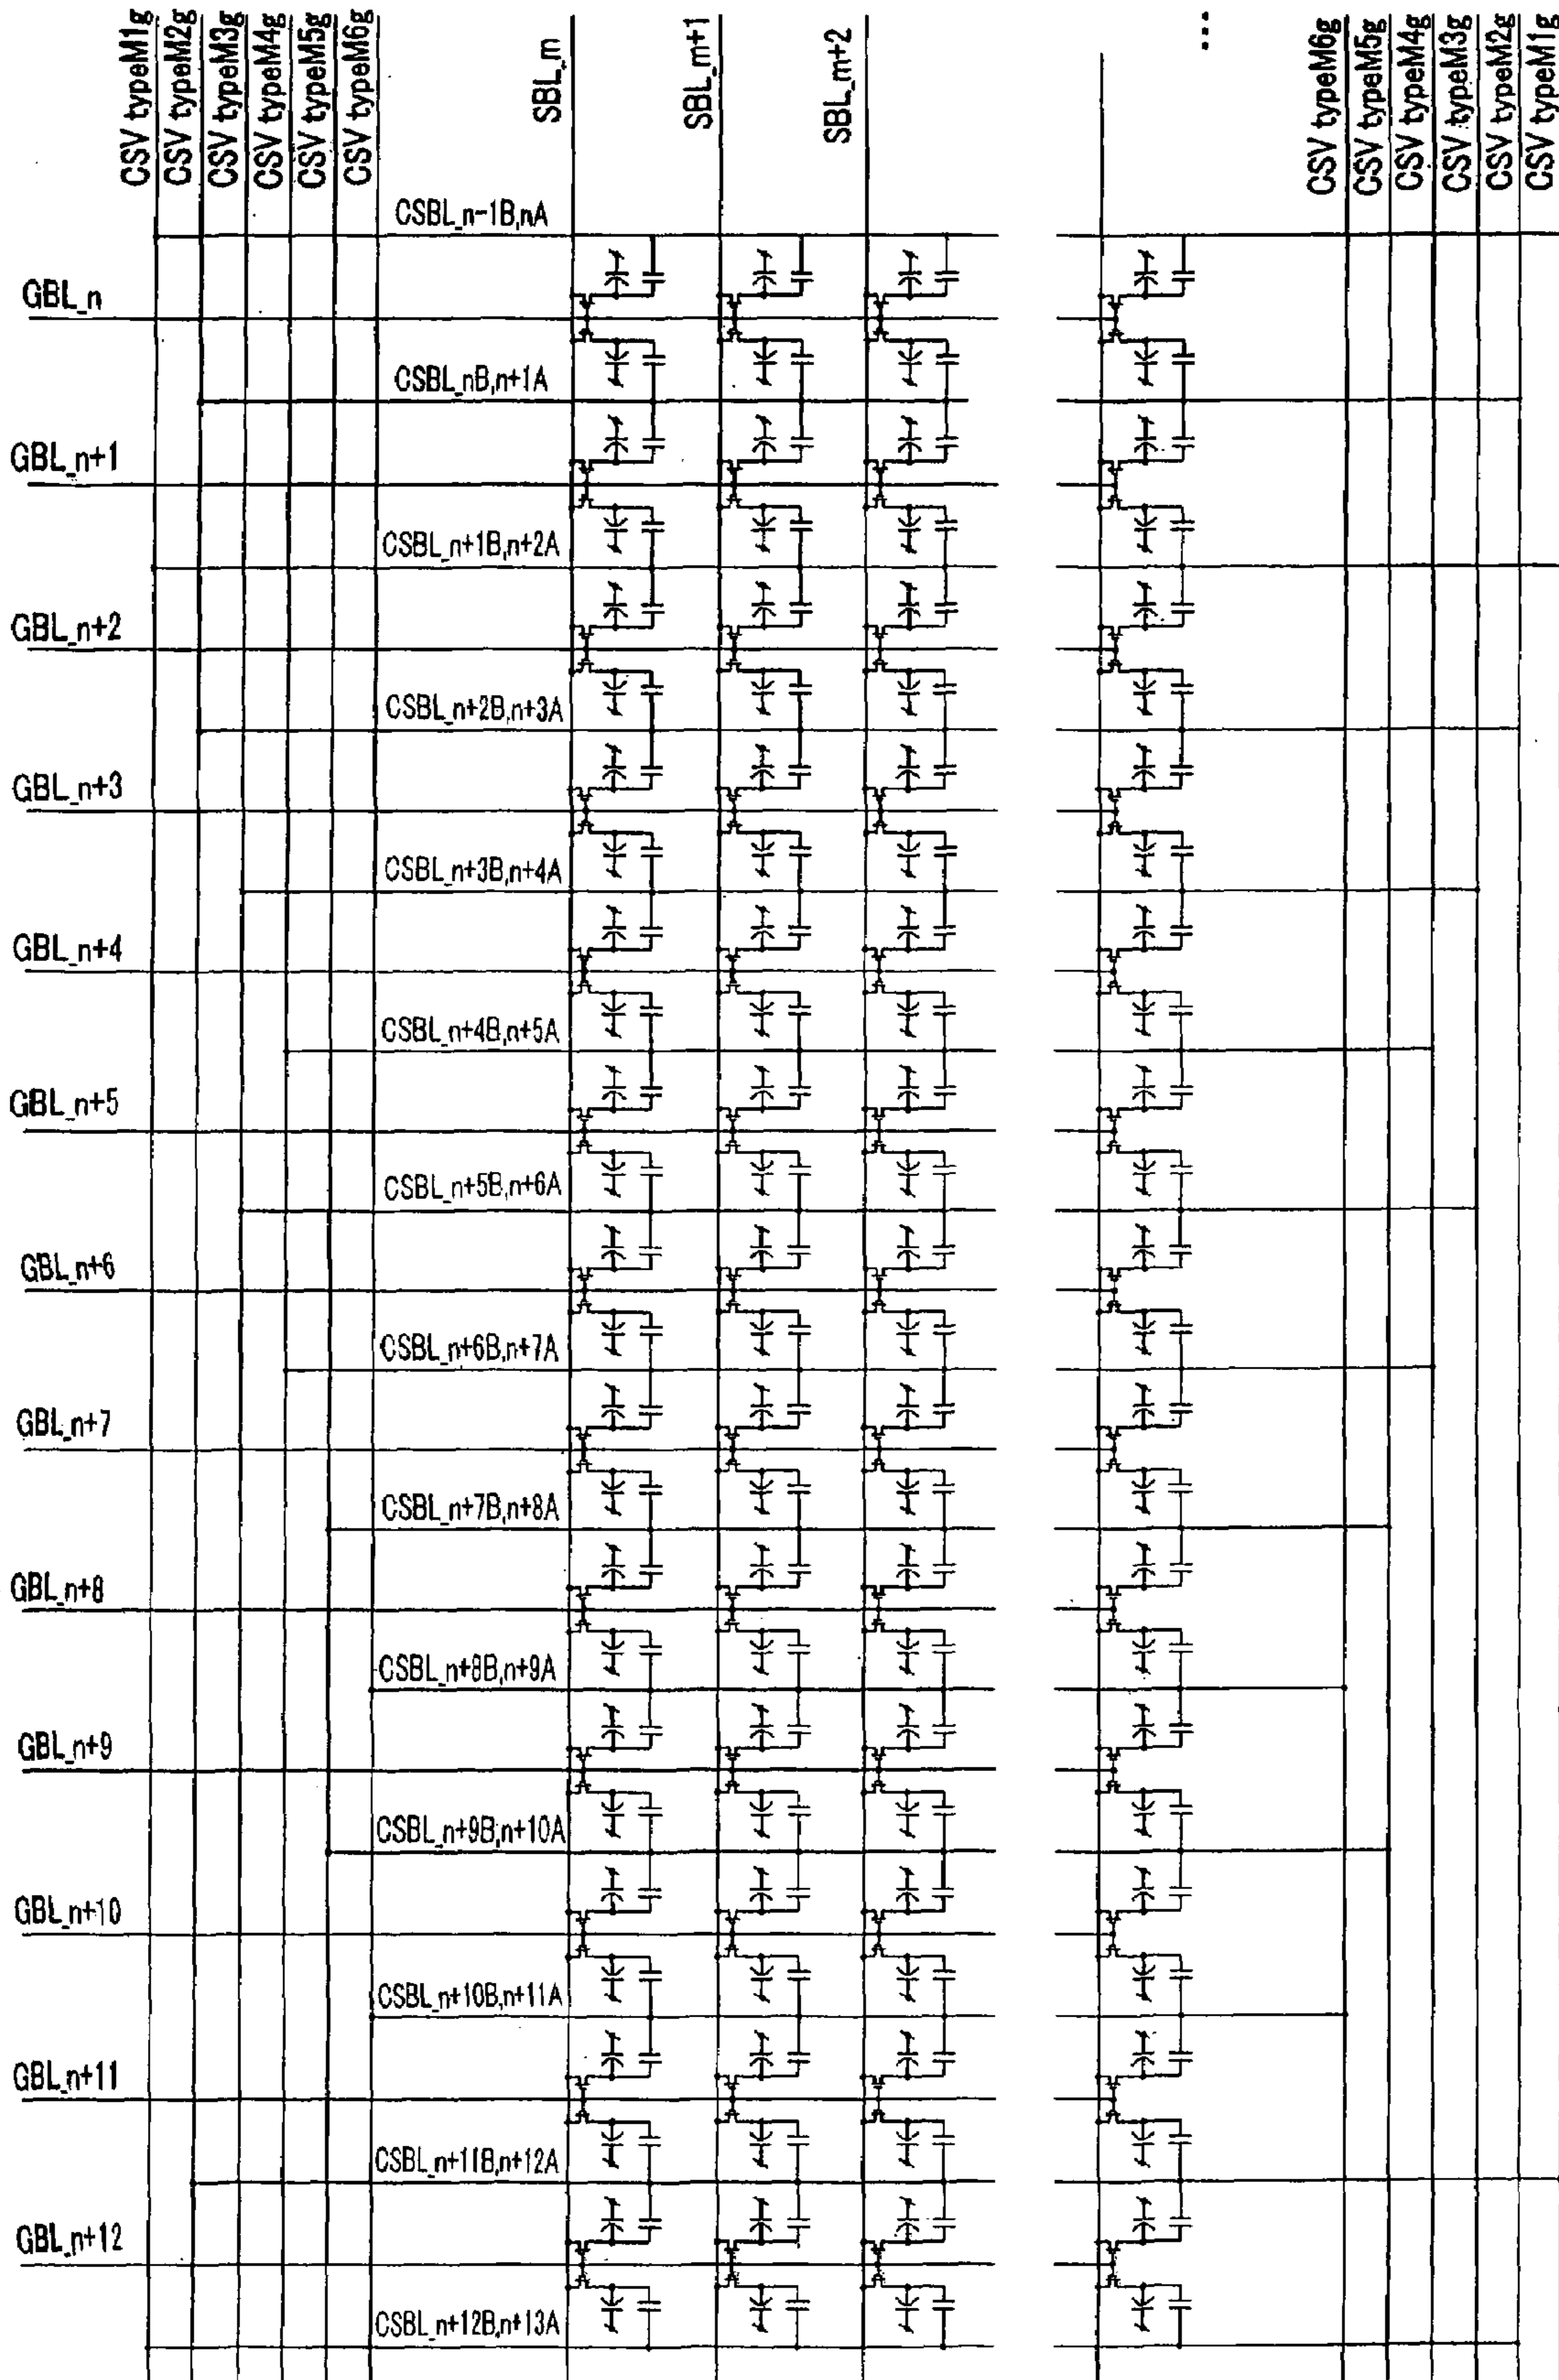 CSV typeM1g
CSV typeM2g
CSV typeM3g
CSV typeM4g
CSV typeM5g
CSV typeM6g
SBL_m
SBL_m+1
SBL_m+2
...
CSV typeM6g
CSV typeM5g
CSV typeM4g
CSV typeM3g
CSV typeM2g
CSV typeM1g
CSBL_n-1B,nA
GBL_n
CSBL_nB,n+1A
GBL_n+1
CSBL_n+1B,n+2A
GBL_n+2
CSBL_n+2B,n+3A
GBL_n+3
CSBL_n+3B,n+4A
GBL_n+4
CSBL_n+4B,n+5A
GBL_n+5
CSBL_n+5B,n+6A
GBL_n+6
CSBL_n+6B,n+7A
GBL_n+7
CSBL_n+7B,n+8A
GBL_n+8
CSBL_n+8B,n+9A
GBL_n+9
CSBL_n+9B,n+10A
GBL_n+10
CSBL_n+10B,n+11A
GBL_n+11
CSBL_n+11B,n+12A
GBL_n+12
CSBL_n+12B,n+13A